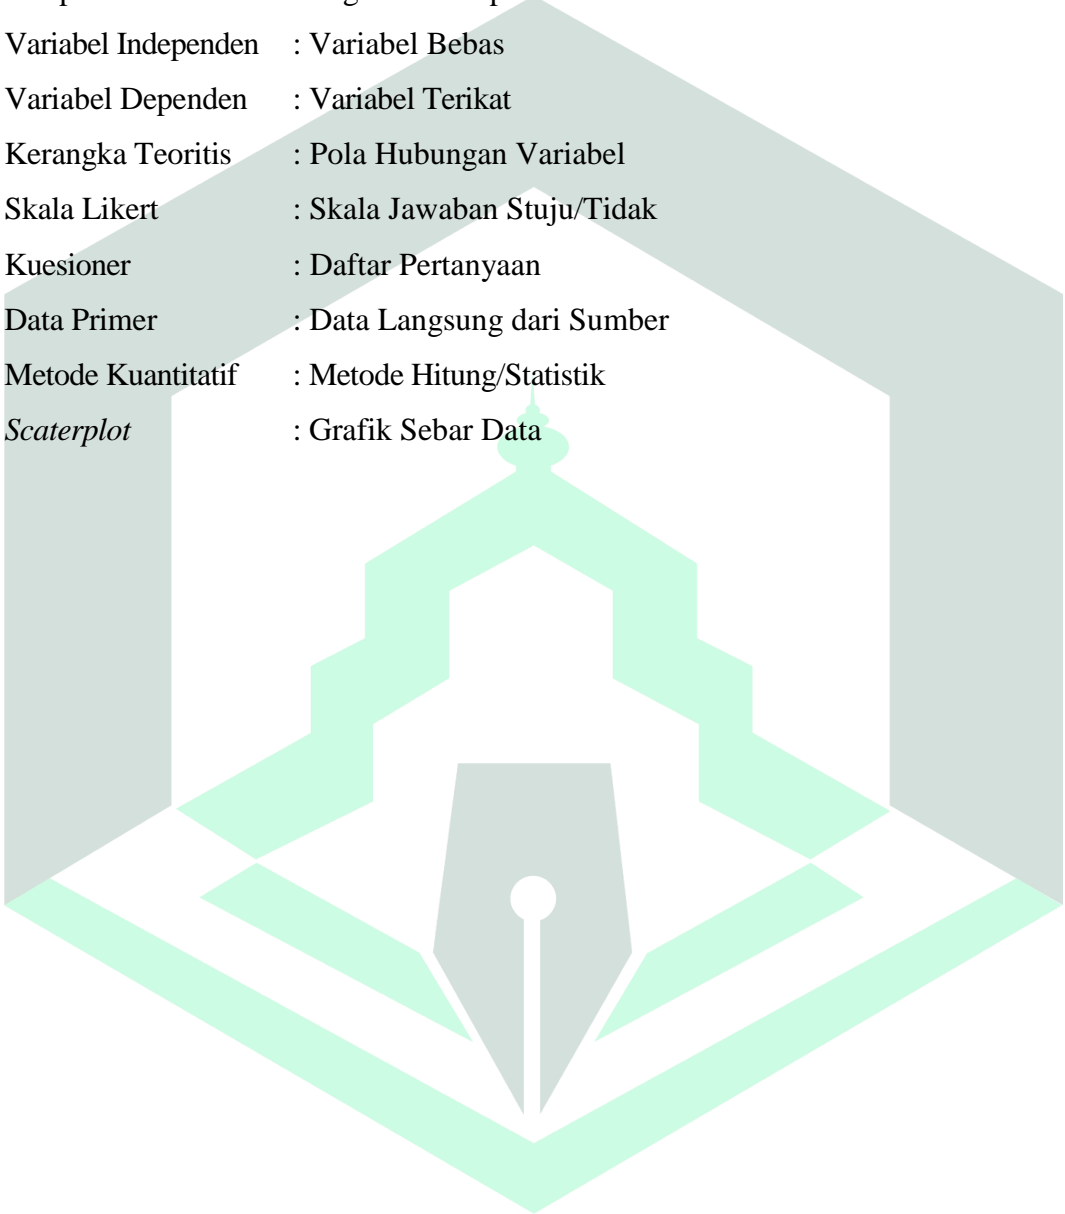 Variabel Independen : Variabel Bebas
Variabel Dependen : Variabel Terikat
Kerangka Teoritis : Pola Hubungan Variabel
Skala Likert : Skala Jawaban Stuju/Tidak
Kuesioner : Daftar Pertanyaan
Data Primer : Data Langsung dari Sumber
Metode Kuantitatif : Metode Hitung/Statistik
Scaterplot : Grafik Sebar Data